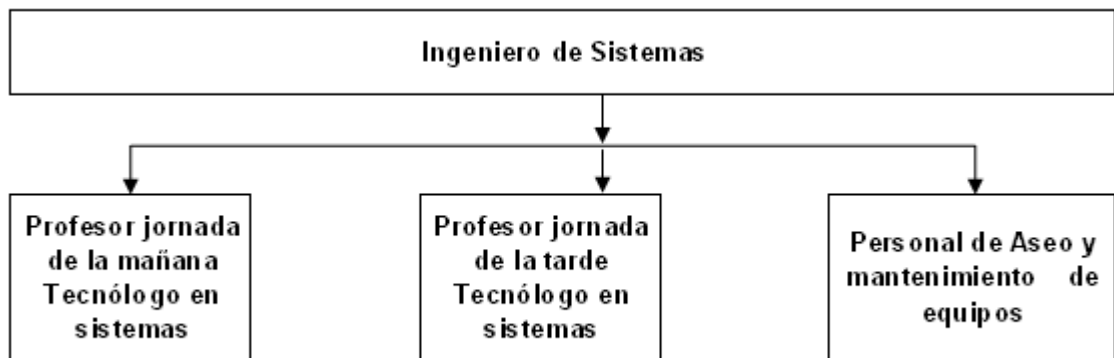 Ingeniero de Sistemas
Profesor jornada
de la mañana
Tecnólogo en
sistemas
Profesor jornada
de la tarde
Tecnólogo en
sistemas
Personal de Aseo y
mantenimiento de
equipos